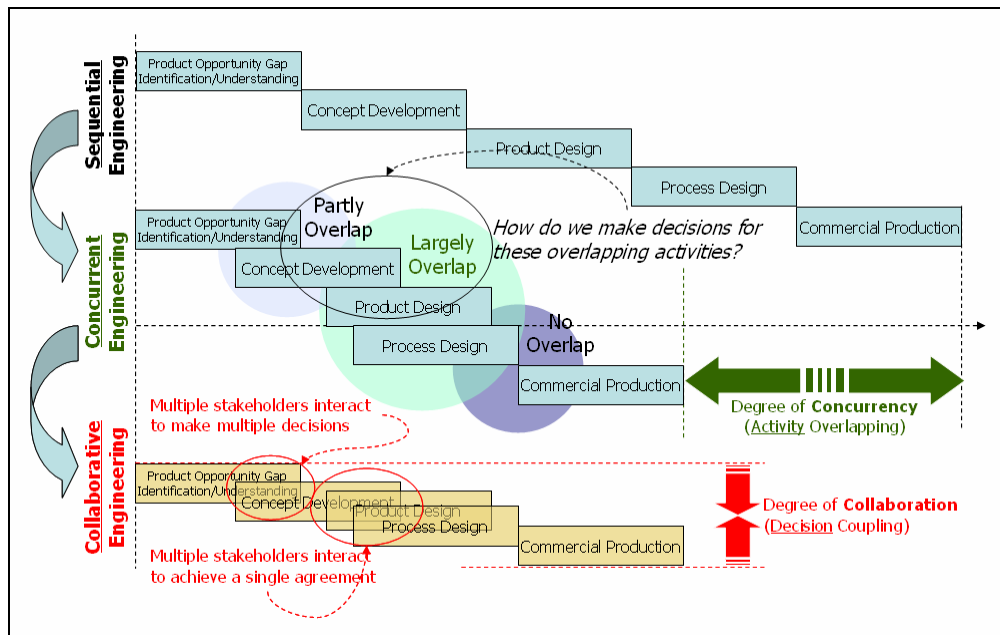 Sequential
Engineering
Product Opportunity Gap
Identification/Understanding
Concept Development
Product Design
Process Design
Commercial Production
Concurrent
Engineering
Product Opportunity Gap
Identification/Understanding
Partly
Overlap
Concept Development
Largely
Overlap
Product Design
Process Design
No
Overlap
Commercial Production
How do we make decisions for
these overlapping activities?
Degree of Concurrency
(Activity Overlapping)
Collaborative
Engineering
Multiple stakeholders interact
to make multiple decisions
Product Opportunity Gap
Identification/Understanding
Concept Development
Product Design
Process Design
Commercial Production
Multiple stakeholders interact
to achieve a single agreement
Degree of Collaboration
(Decision Coupling)